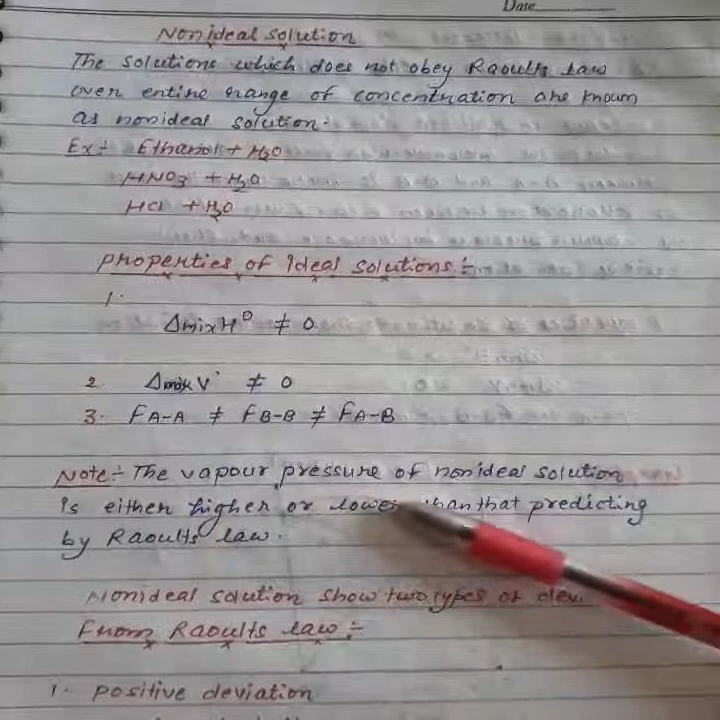 Date
Nonideal solution
The solutions which does not obey Raoults law
over entire range of concentration are known
as nonideal solution.
Ex:- Ethanol + H₂O
HNO₃ + H₂O
HCl + H₂O
Properties of ideal solutions:-
1.
ΔmixH⁰ ≠ 0
2. ΔmixV ≠ 0
3. FA-A ≠ FB-B ≠ FA-B
Note:- The vapour pressure of nonideal solution
is either higher or lower than that predicting
by Raoults law.
Nonideal solution show two types of dev
From Raoults law:-
1. positive deviation